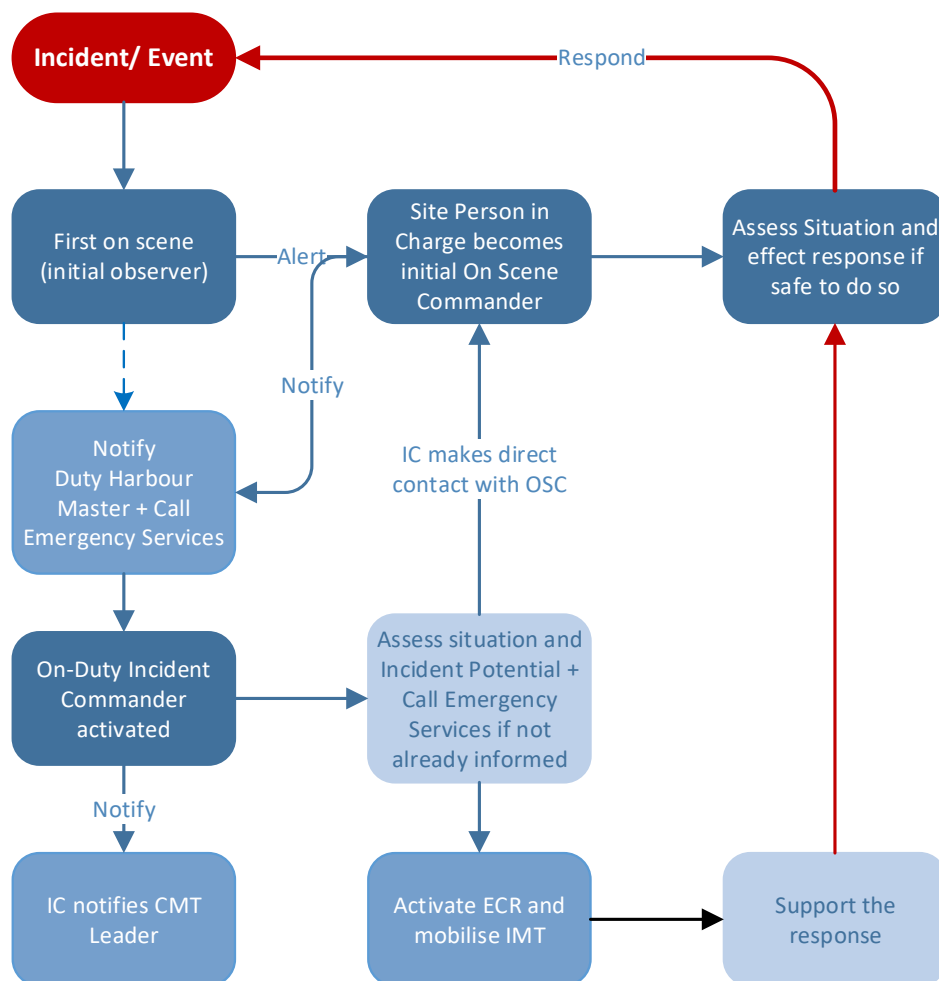 Incident/ Event
Respond
First on scene
(initial observer)
Alert
Site Person in
Charge becomes
initial On Scene
Commander
Assess Situation and
effect response if
safe to do so
Notify
Notify
Duty Harbour
Master + Call
Emergency Services
IC makes direct
contact with OSC
On-Duty Incident
Commander
activated
Assess situation and
Incident Potential +
Call Emergency
Services if not
already informed
Notify
IC notifies CMT
Leader
Activate ECR and
mobilise IMT
Support the
response